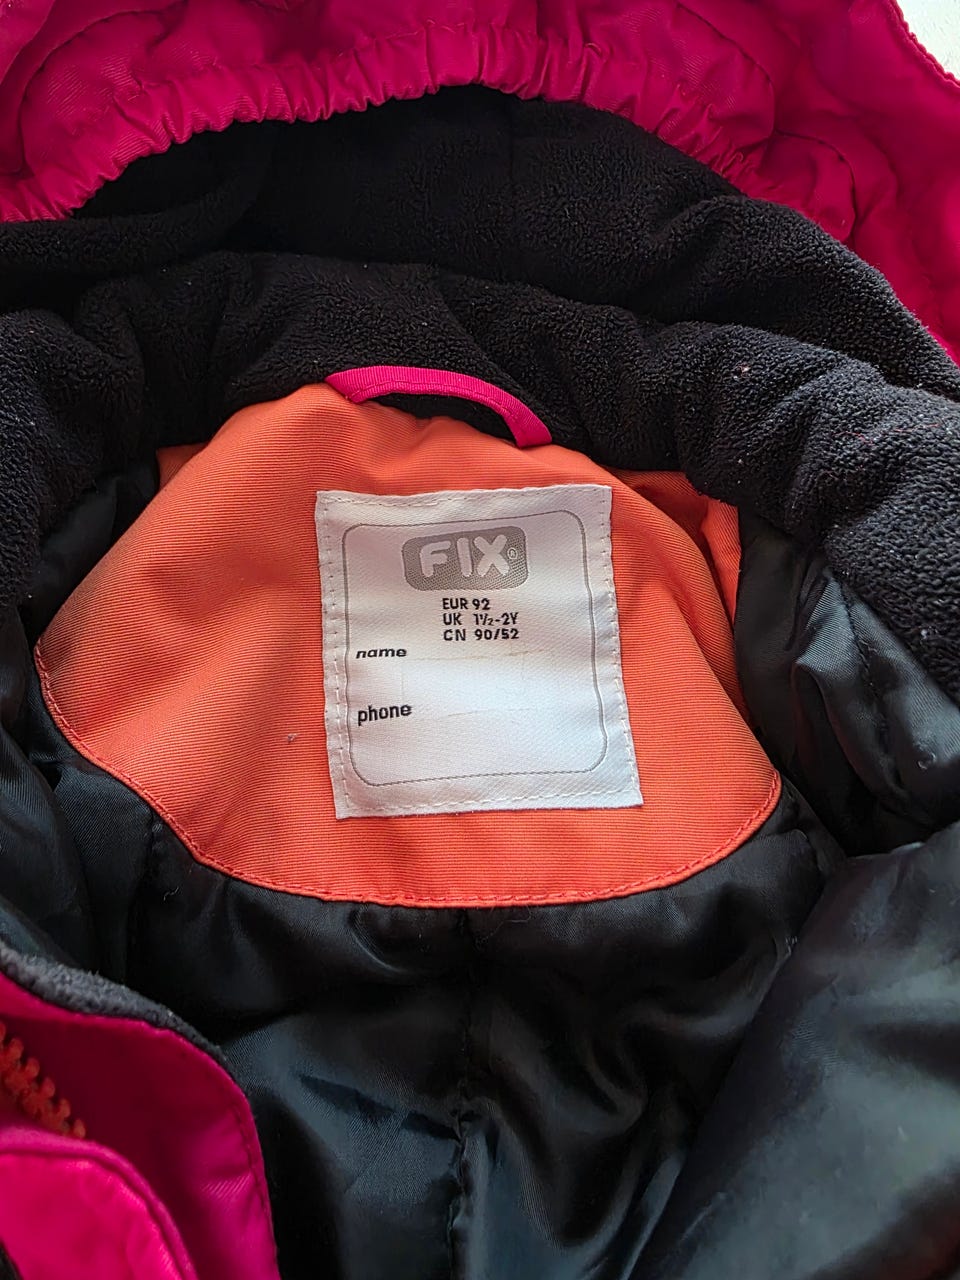 FIX®
EUR 92
UK 1½-2Y
CN 90/52
name
phone